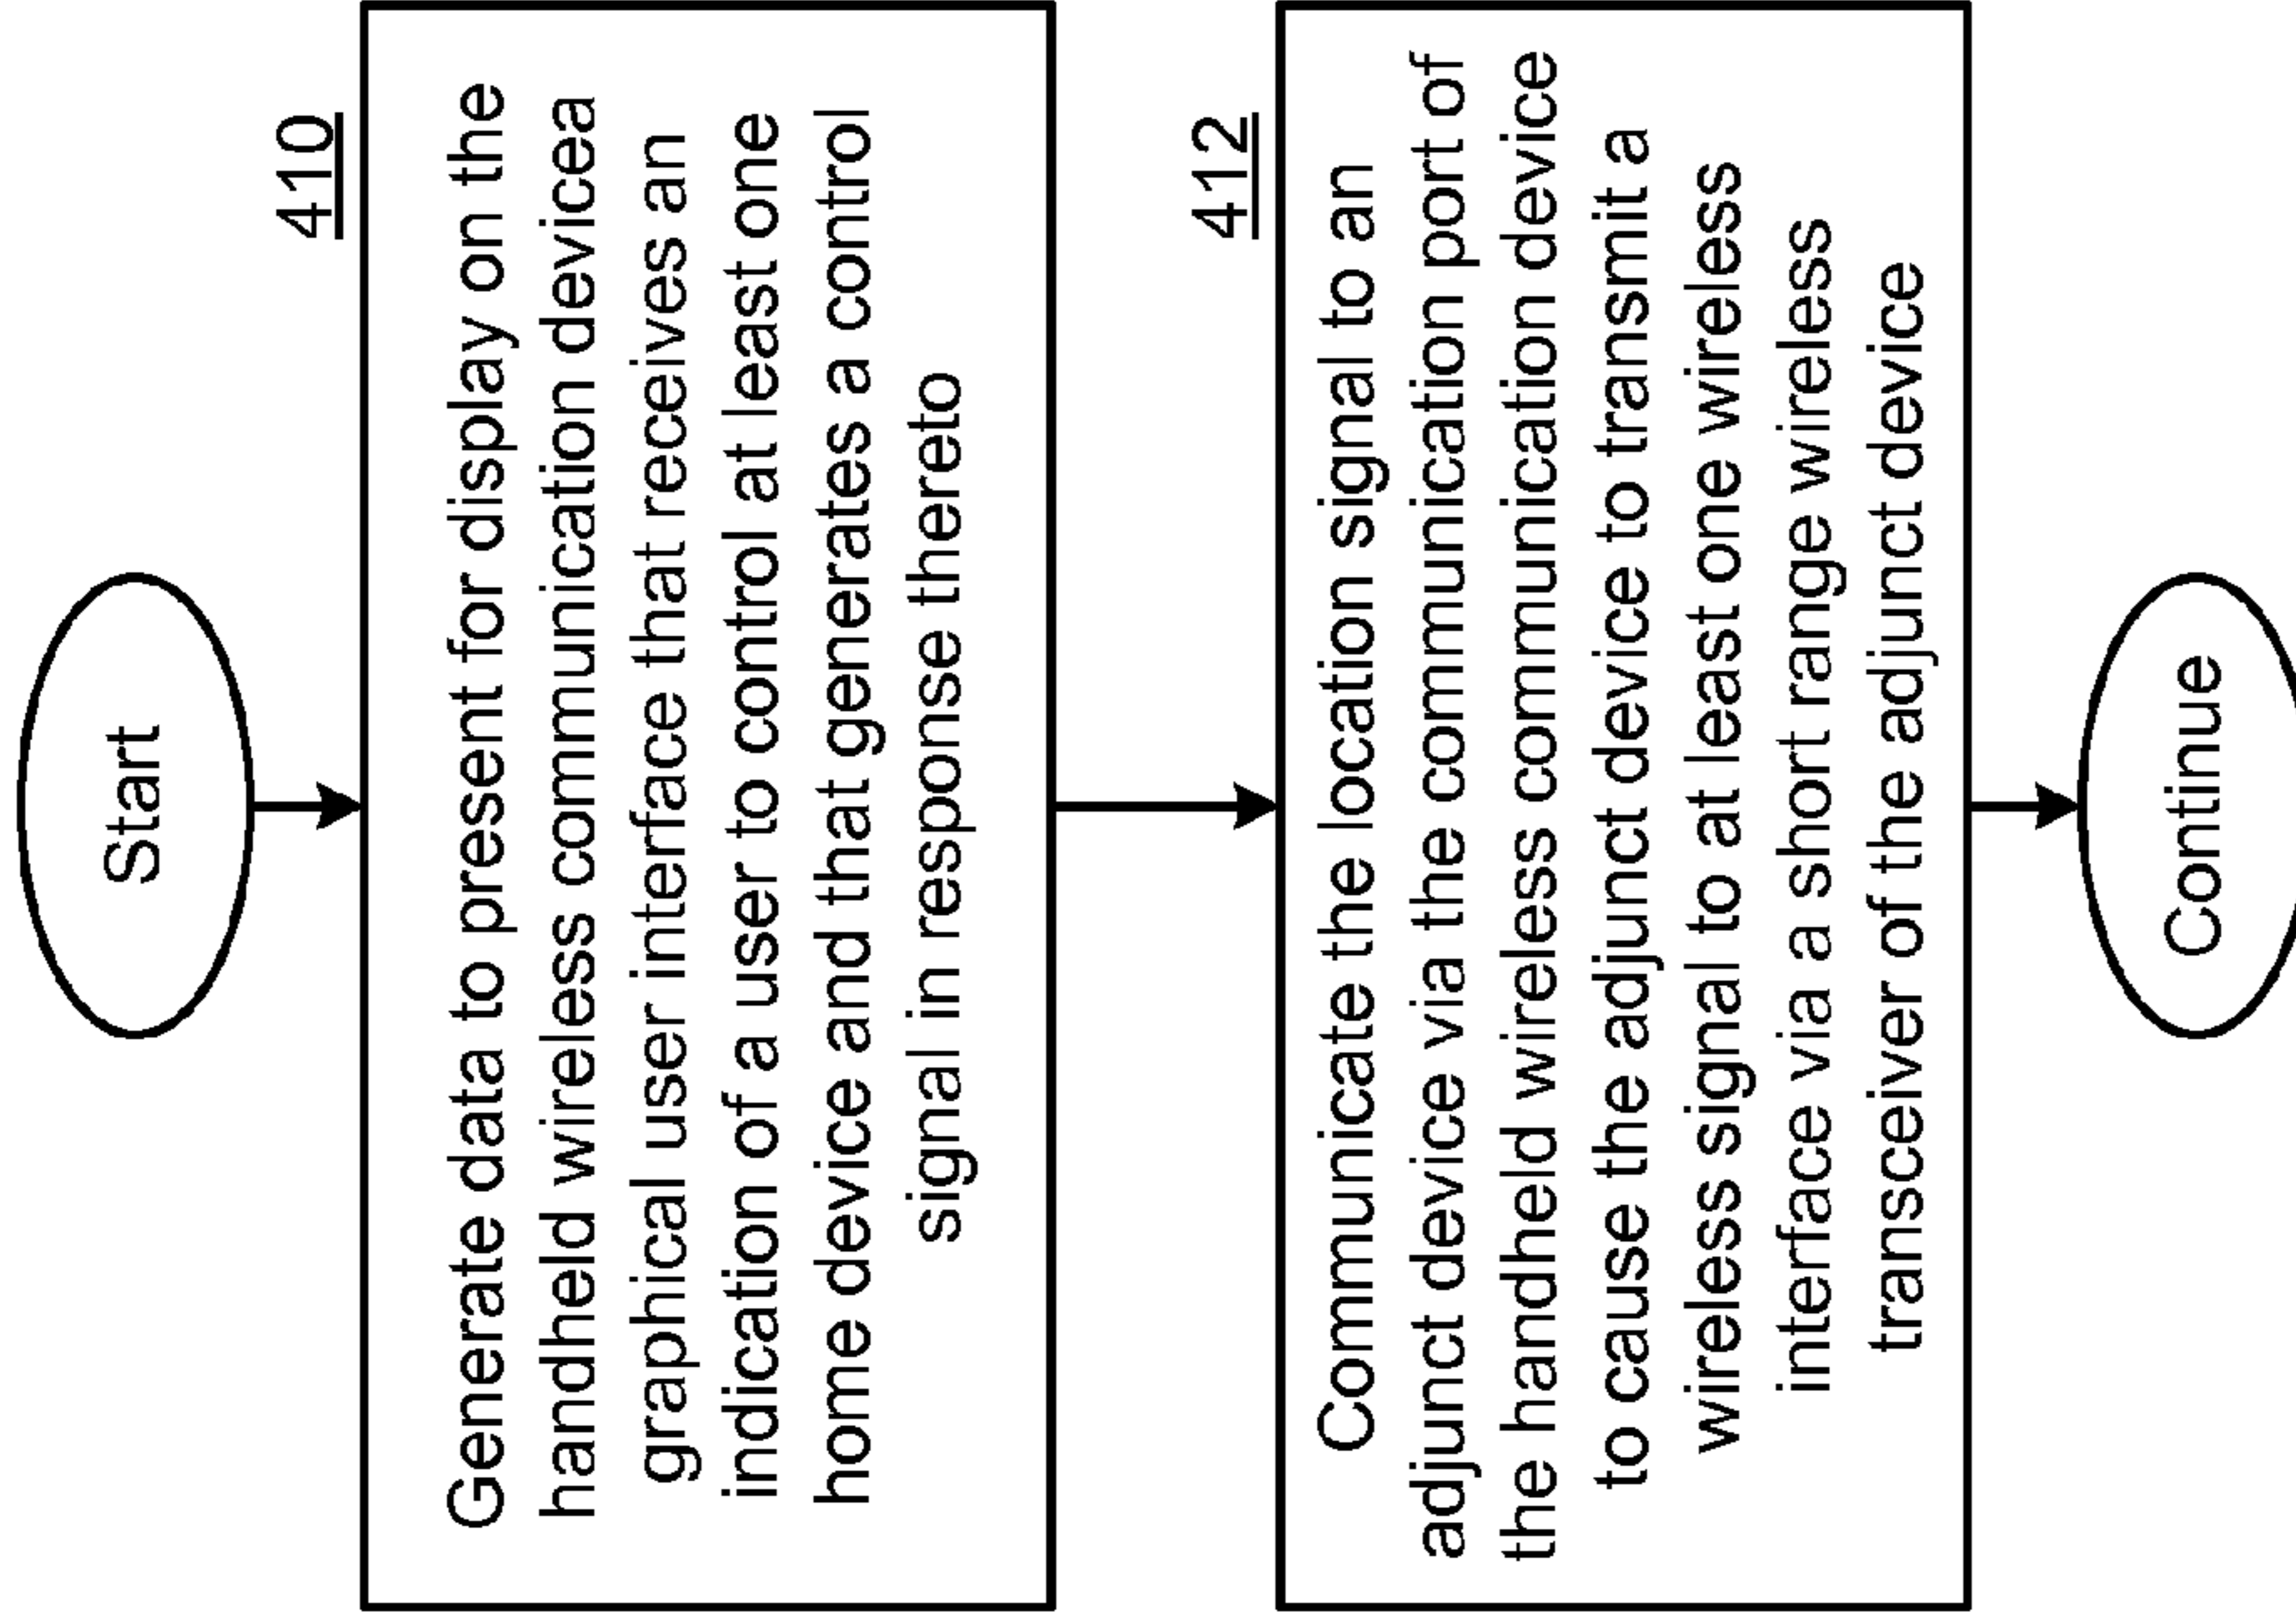 Start
410
Generate data to present for display on the
handheld wireless communication devicea
graphical user interface that receives an
indication of a user to control at least one
home device and that generates a control
signal in response thereto
412
Communicate the location signal to an
adjunct device via the communication port of
the handheld wireless communication device
to cause the adjunct device to transmit a
wireless signal to at least one wireless
interface via a short range wireless
transceiver of the adjunct device
Continue